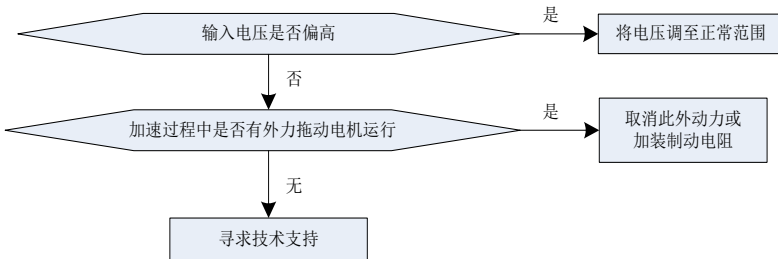 输入电压是否偏高
是
将电压调至正常范围
否
加速过程中是否有外力拖动电机运行
是
取消此外动力或
加装制动电阻
无
寻求技术支持